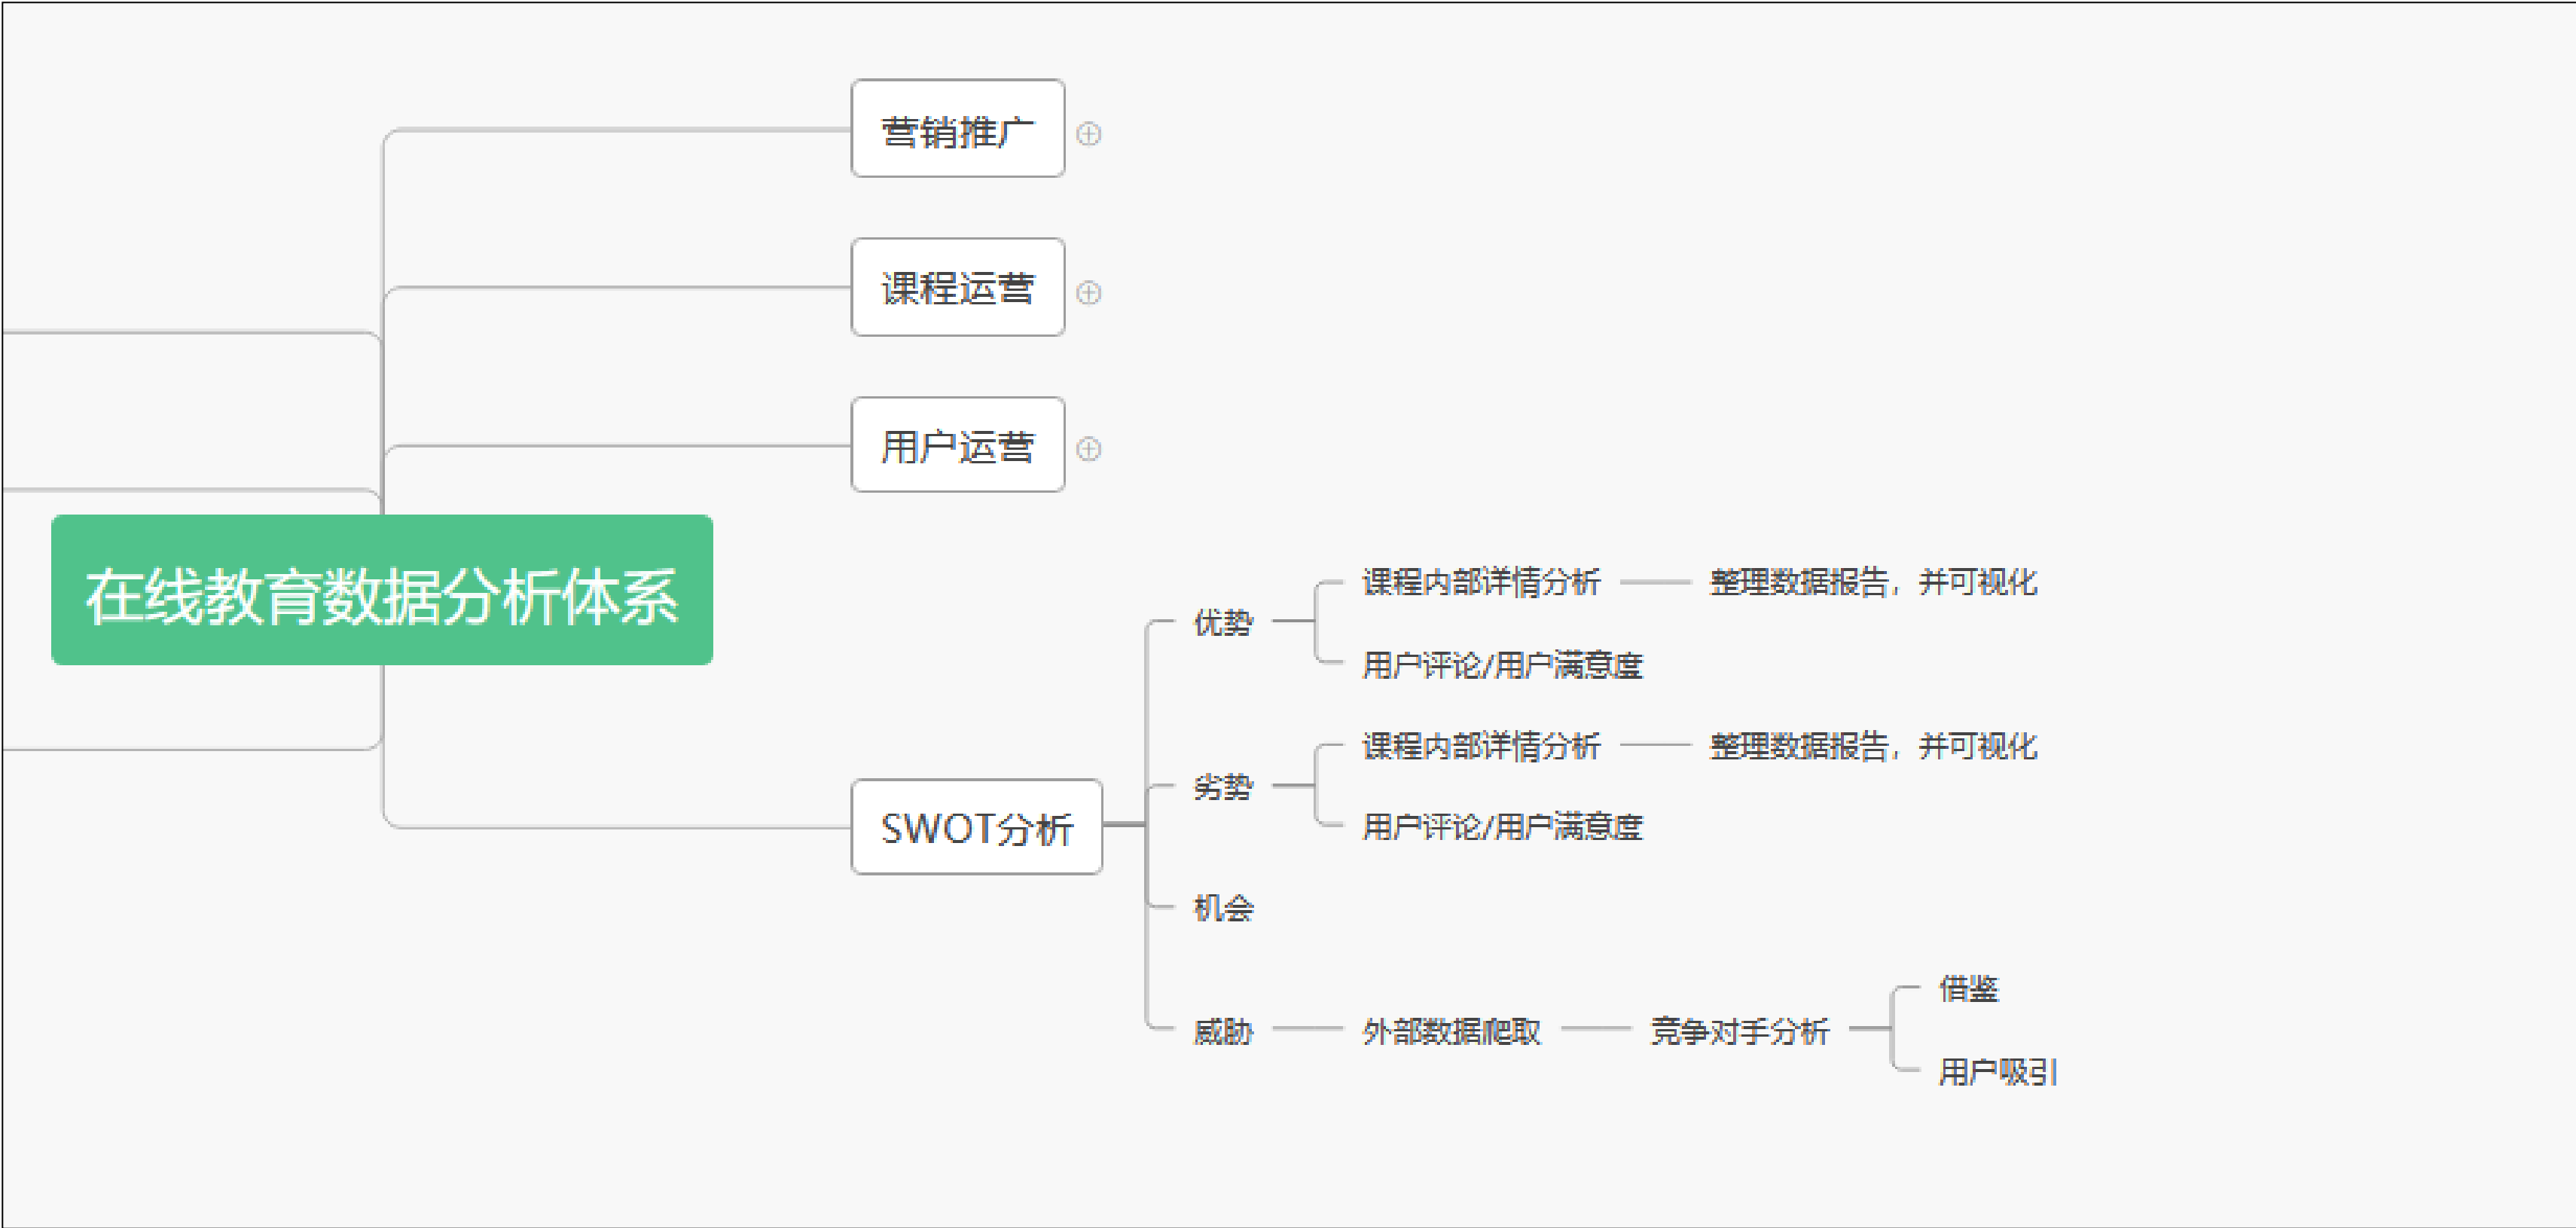 营销推广
课程运营
用户运营
在线教育数据分析体系
SWOT分析
优势
课程内部详情分析
整理数据报告，并可视化
用户评论/用户满意度
劣势
课程内部详情分析
整理数据报告，并可视化
用户评论/用户满意度
机会
威胁
外部数据爬取
竞争对手分析
借鉴
用户吸引